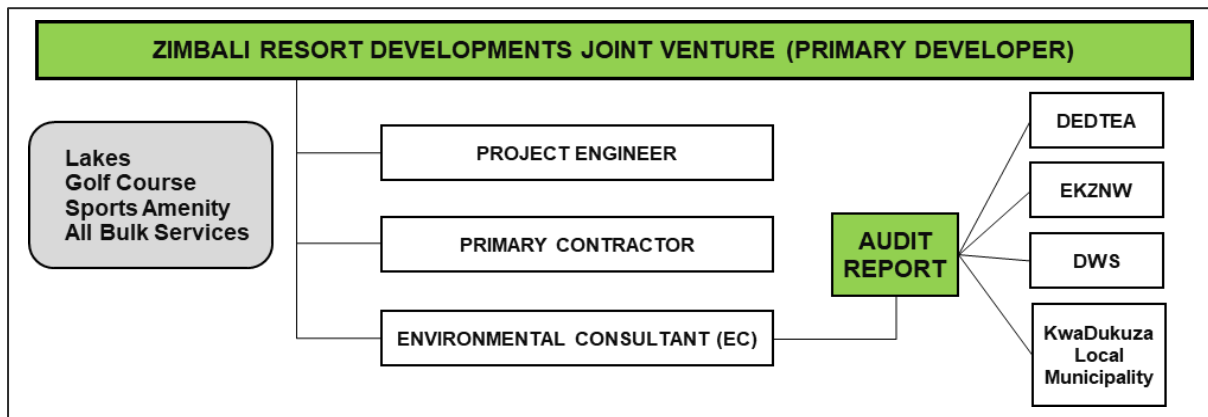 ZIMBALI RESORT DEVELOPMENTS JOINT VENTURE (PRIMARY DEVELOPER)
Lakes
Golf Course
Sports Amenity
All Bulk Services
PROJECT ENGINEER
PRIMARY CONTRACTOR
ENVIRONMENTAL CONSULTANT (EC)
AUDIT
REPORT
DEDTEA
EKZNW
DWS
KwaDukuza
Local
Municipality